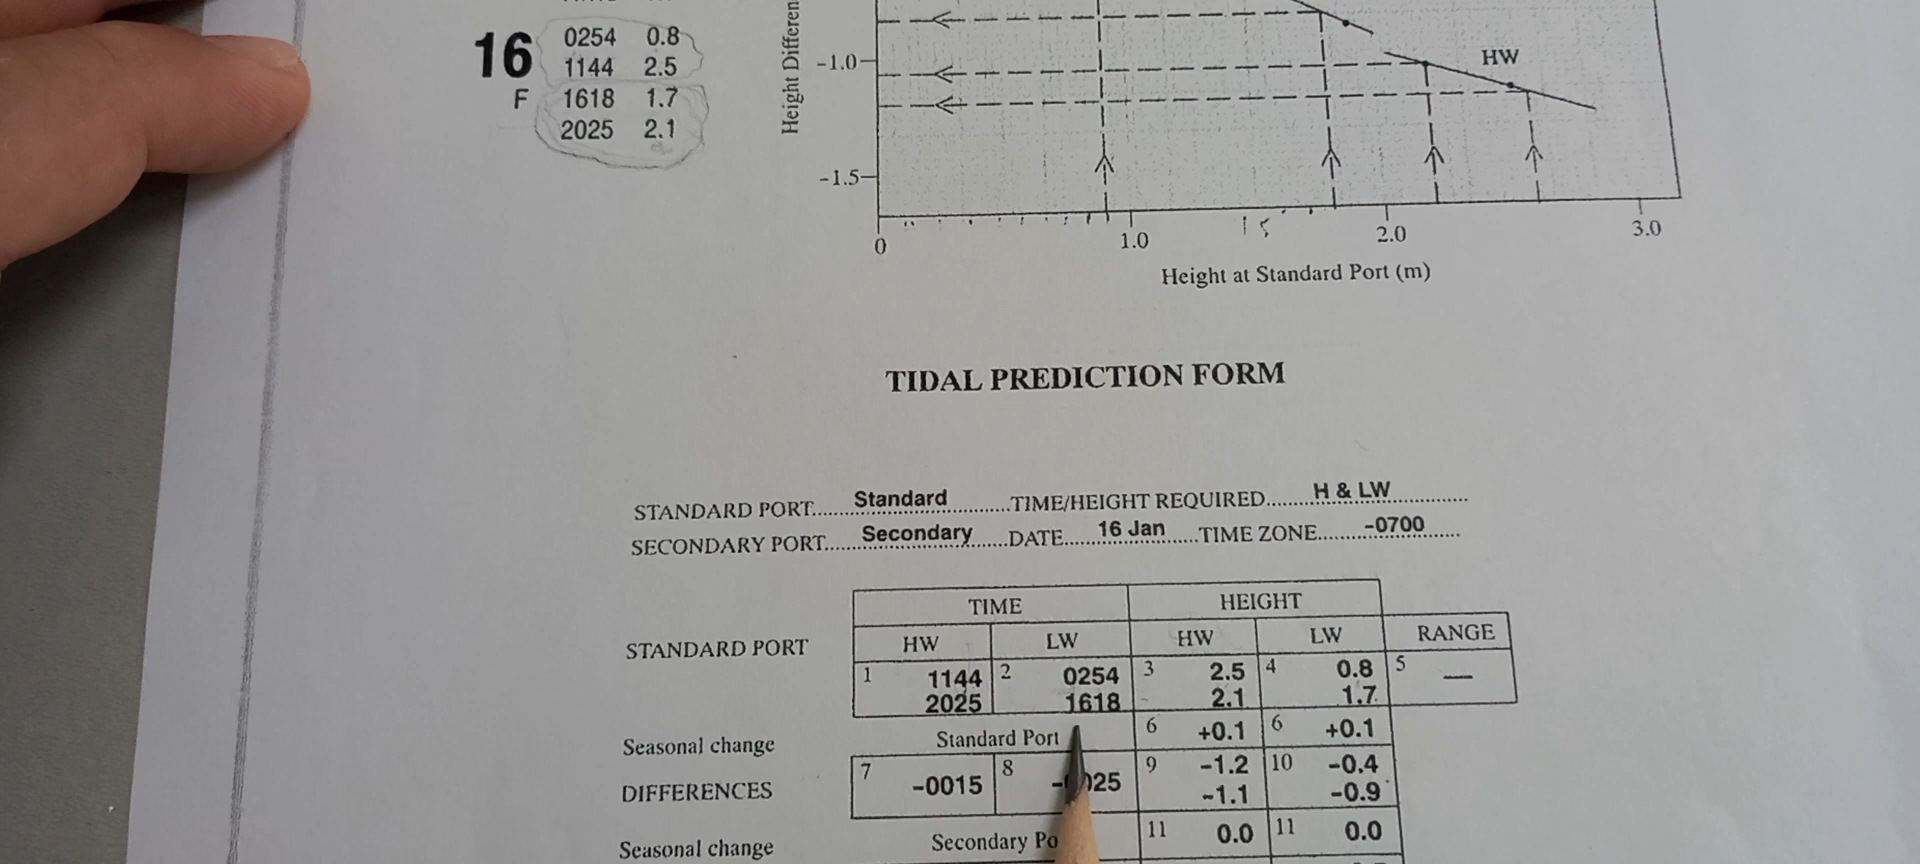 16
F
0254 0.8
1144 2.5
1618 1.7
2025 2.1
Height Differen
-1.0
-1.5
HW
0 1.0 15 2.0 3.0
Height at Standard Port (m)
TIDAL PREDICTION FORM
STANDARD PORT Standard TIME/HEIGHT REQUIRED H & LW
SECONDARY PORT Secondary DATE 16 Jan TIME ZONE -0700
TIME HEIGHT
STANDARD PORT HW LW HW LW RANGE
1 1144 2 0254 3 2.5 4 0.8 5 —
2025 1618 2.1 1.7
Seasonal change Standard Port 6 +0.1 6 +0.1
DIFFERENCES 7 -0015 8 025 9 -1.2 10 -0.4
-1.1 -0.9
Seasonal change Secondary Po 11 0.0 11 0.0